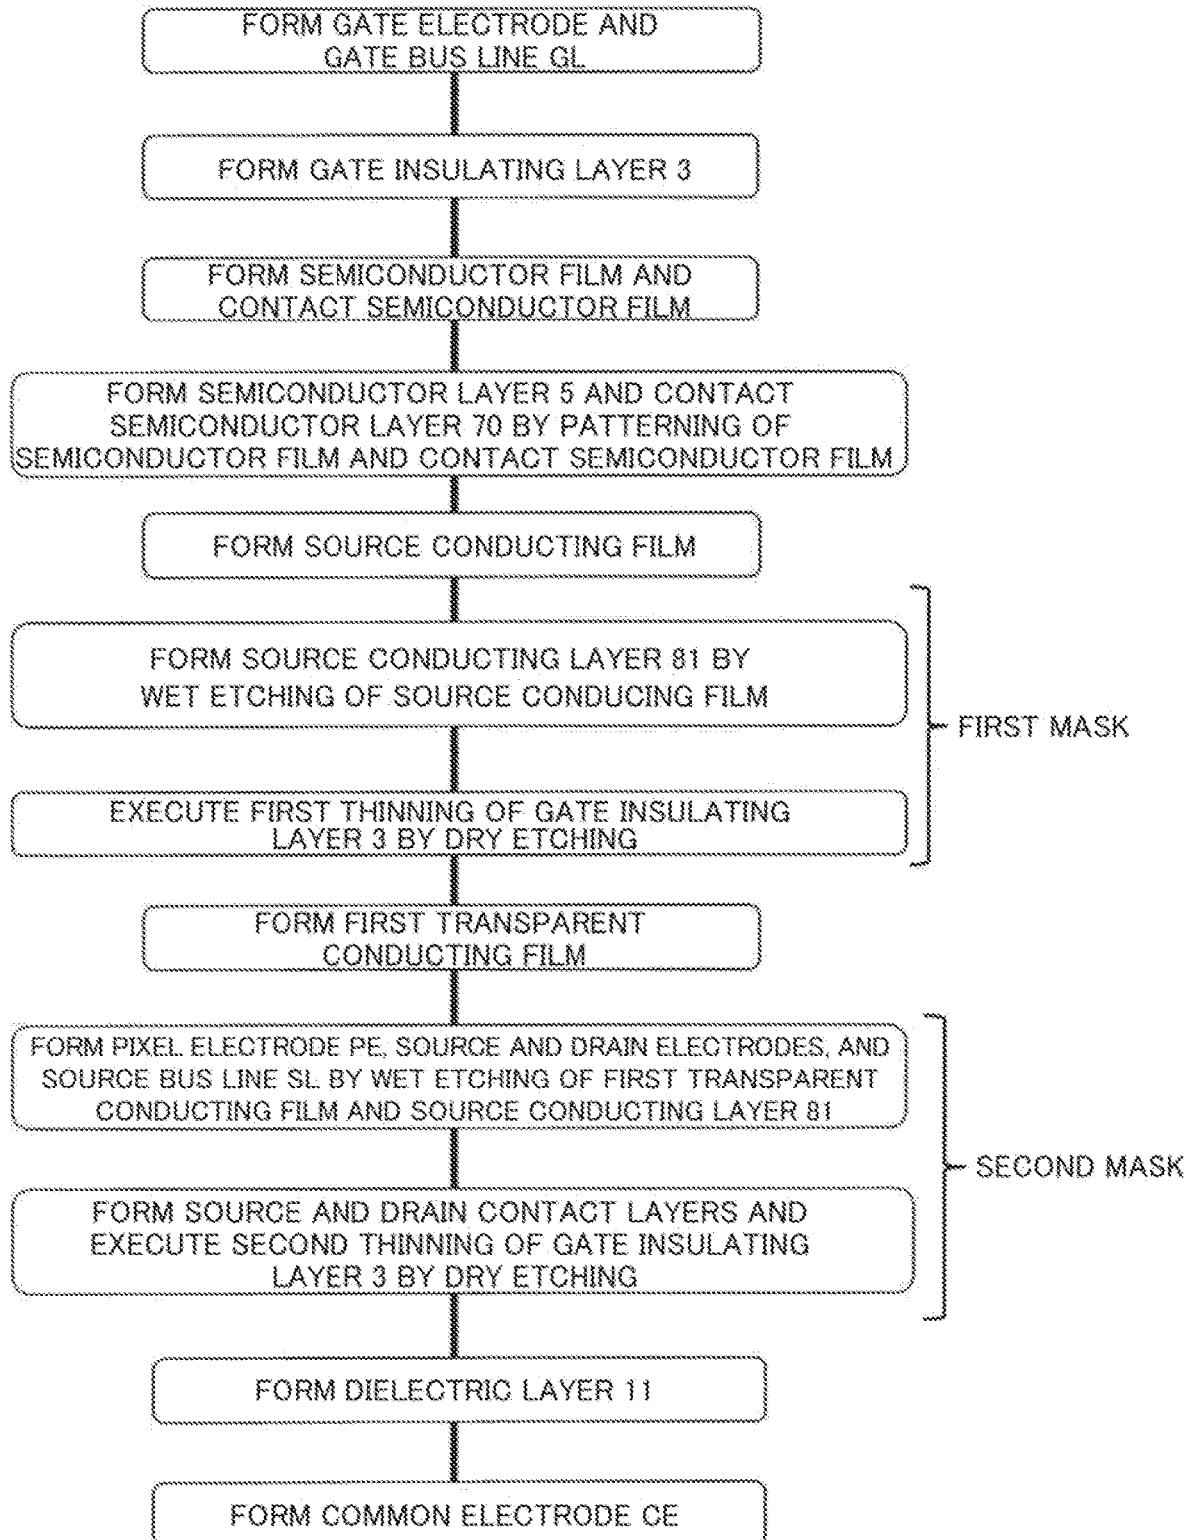 FORM GATE ELECTRODE AND
GATE BUS LINE GL
FORM GATE INSULATING LAYER 3
FORM SEMICONDUCTOR FILM AND
CONTACT SEMICONDUCTOR FILM
FORM SEMICONDUCTOR LAYER 5 AND CONTACT
SEMICONDUCTOR LAYER 70 BY PATTERNING OF
SEMICONDUCTOR FILM AND CONTACT SEMICONDUCTOR FILM
FORM SOURCE CONDUCTING FILM
FORM SOURCE CONDUCTING LAYER 81 BY
WET ETCHING OF SOURCE CONDUCING FILM
FIRST MASK
EXECUTE FIRST THINNING OF GATE INSULATING
LAYER 3 BY DRY ETCHING
FORM FIRST TRANSPARENT
CONDUCTING FILM
FORM PIXEL ELECTRODE PE, SOURCE AND DRAIN ELECTRODES, AND
SOURCE BUS LINE SL BY WET ETCHING OF FIRST TRANSPARENT
CONDUCTING FILM AND SOURCE CONDUCTING LAYER 81
SECOND MASK
FORM SOURCE AND DRAIN CONTACT LAYERS AND
EXECUTE SECOND THINNING OF GATE INSULATING
LAYER 3 BY DRY ETCHING
FORM DIELECTRIC LAYER 11
FORM COMMON ELECTRODE CE